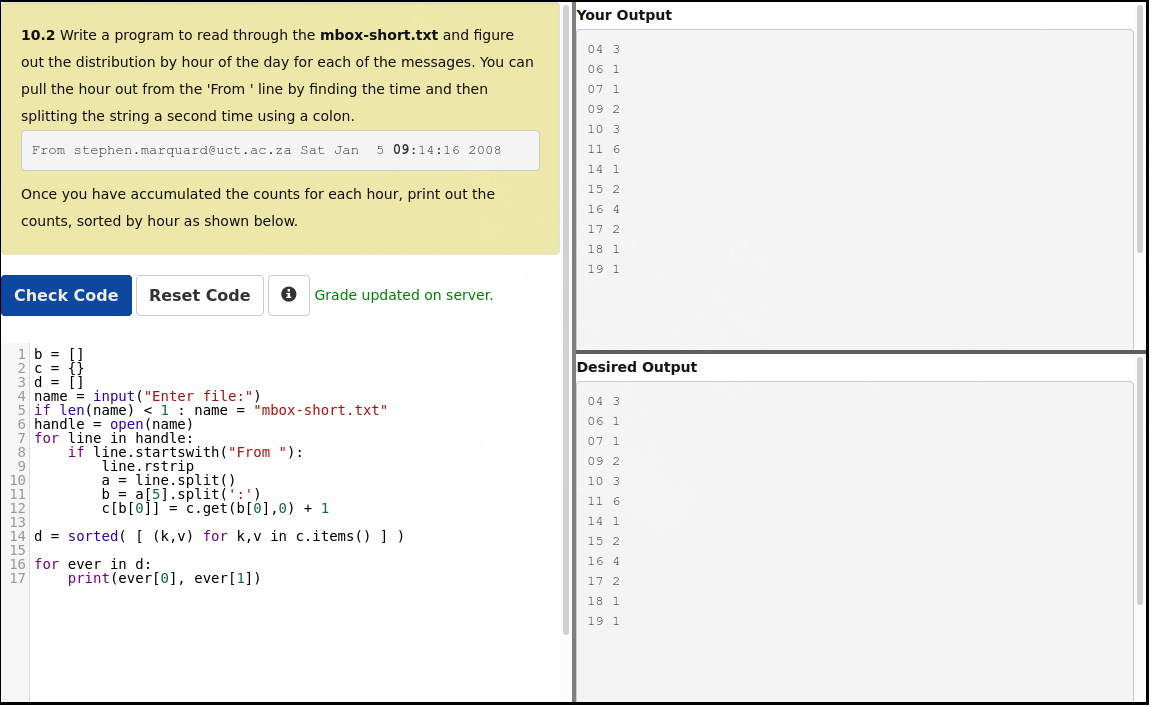 10.2 Write a program to read through the mbox-short.txt and figure
out the distribution by hour of the day for each of the messages. You can
pull the hour out from the 'From ' line by finding the time and then
splitting the string a second time using a colon.
From stephen.marquard@uct.ac.za Sat Jan  5 09:14:16 2008
Once you have accumulated the counts for each hour, print out the
counts, sorted by hour as shown below.
Check Code Reset Code Grade updated on server.
1 b = []
2 c = {}
3 d = []
4 name = input("Enter file:")
5 if len(name) < 1 : name = "mbox-short.txt"
6 handle = open(name)
7 for line in handle:
8     if line.startswith("From "):
9         line.rstrip
10         a = line.split()
11         b = a[5].split(':')
12         c[b[0]] = c.get(b[0],0) + 1
13
14 d = sorted( [ (k,v) for k,v in c.items() ] )
15
16 for ever in d:
17     print(ever[0], ever[1])
Your Output
04 3
06 1
07 1
09 2
10 3
11 6
14 1
15 2
16 4
17 2
18 1
19 1
Desired Output
04 3
06 1
07 1
09 2
10 3
11 6
14 1
15 2
16 4
17 2
18 1
19 1